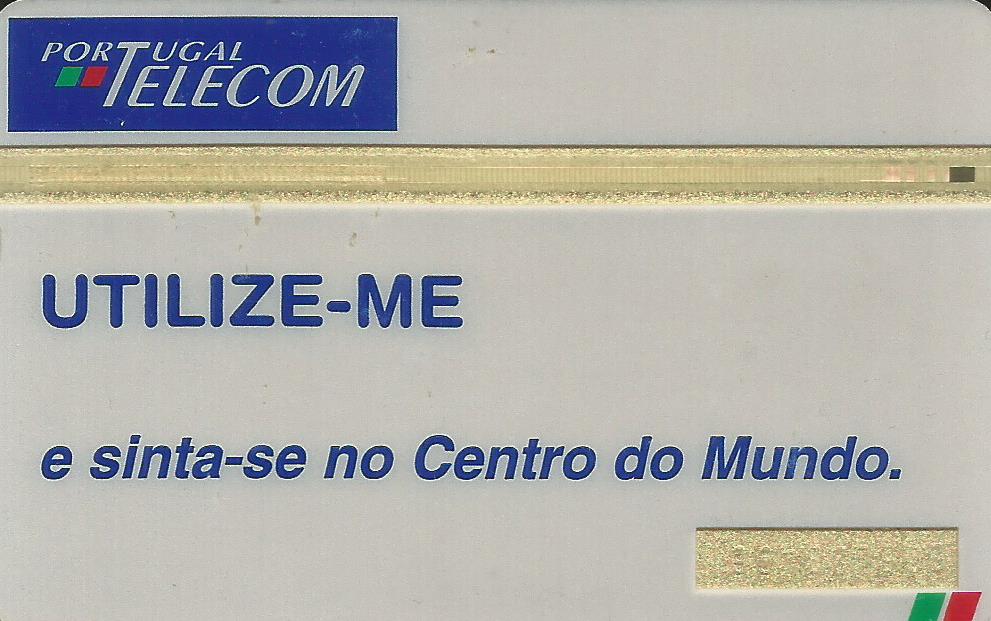 PORTUGAL
TELECOM
UTILIZE-ME
e sinta-se no Centro do Mundo.